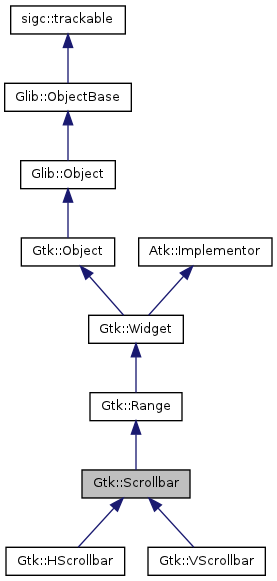 sigc::trackable
Glib::ObjectBase
Glib::Object
Gtk::Object
Atk::Implementor
Gtk::Widget
Gtk::Range
Gtk::Scrollbar
Gtk::HScrollbar
Gtk::VScrollbar